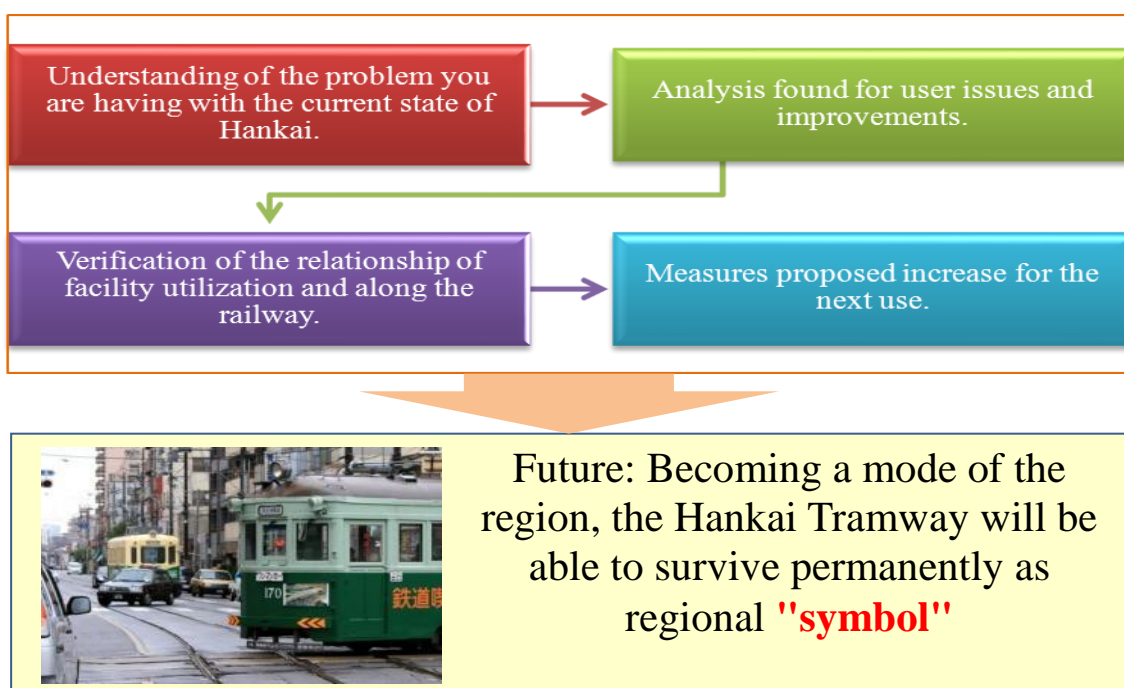 Understanding of the problem you
are having with the current state of
Hankai.
Analysis found for user issues and
improvements.
Verification of the relationship of
facility utilization and along the
railway.
Measures proposed increase for the
next use.
Future: Becoming a mode of the
region, the Hankai Tramway will be
able to survive permanently as
regional "symbol"
170
鉄道